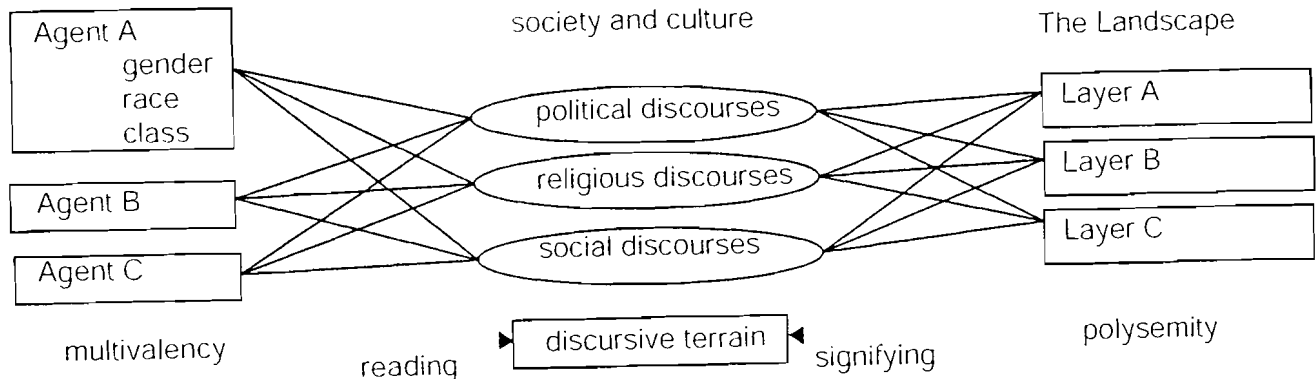 Agent A
gender
race
class
Agent B
Agent C
multivalency
society and culture
political discourses
religious discourses
social discourses
discursive terrain
reading
signifying
The Landscape
Layer A
Layer B
Layer C
polysemity